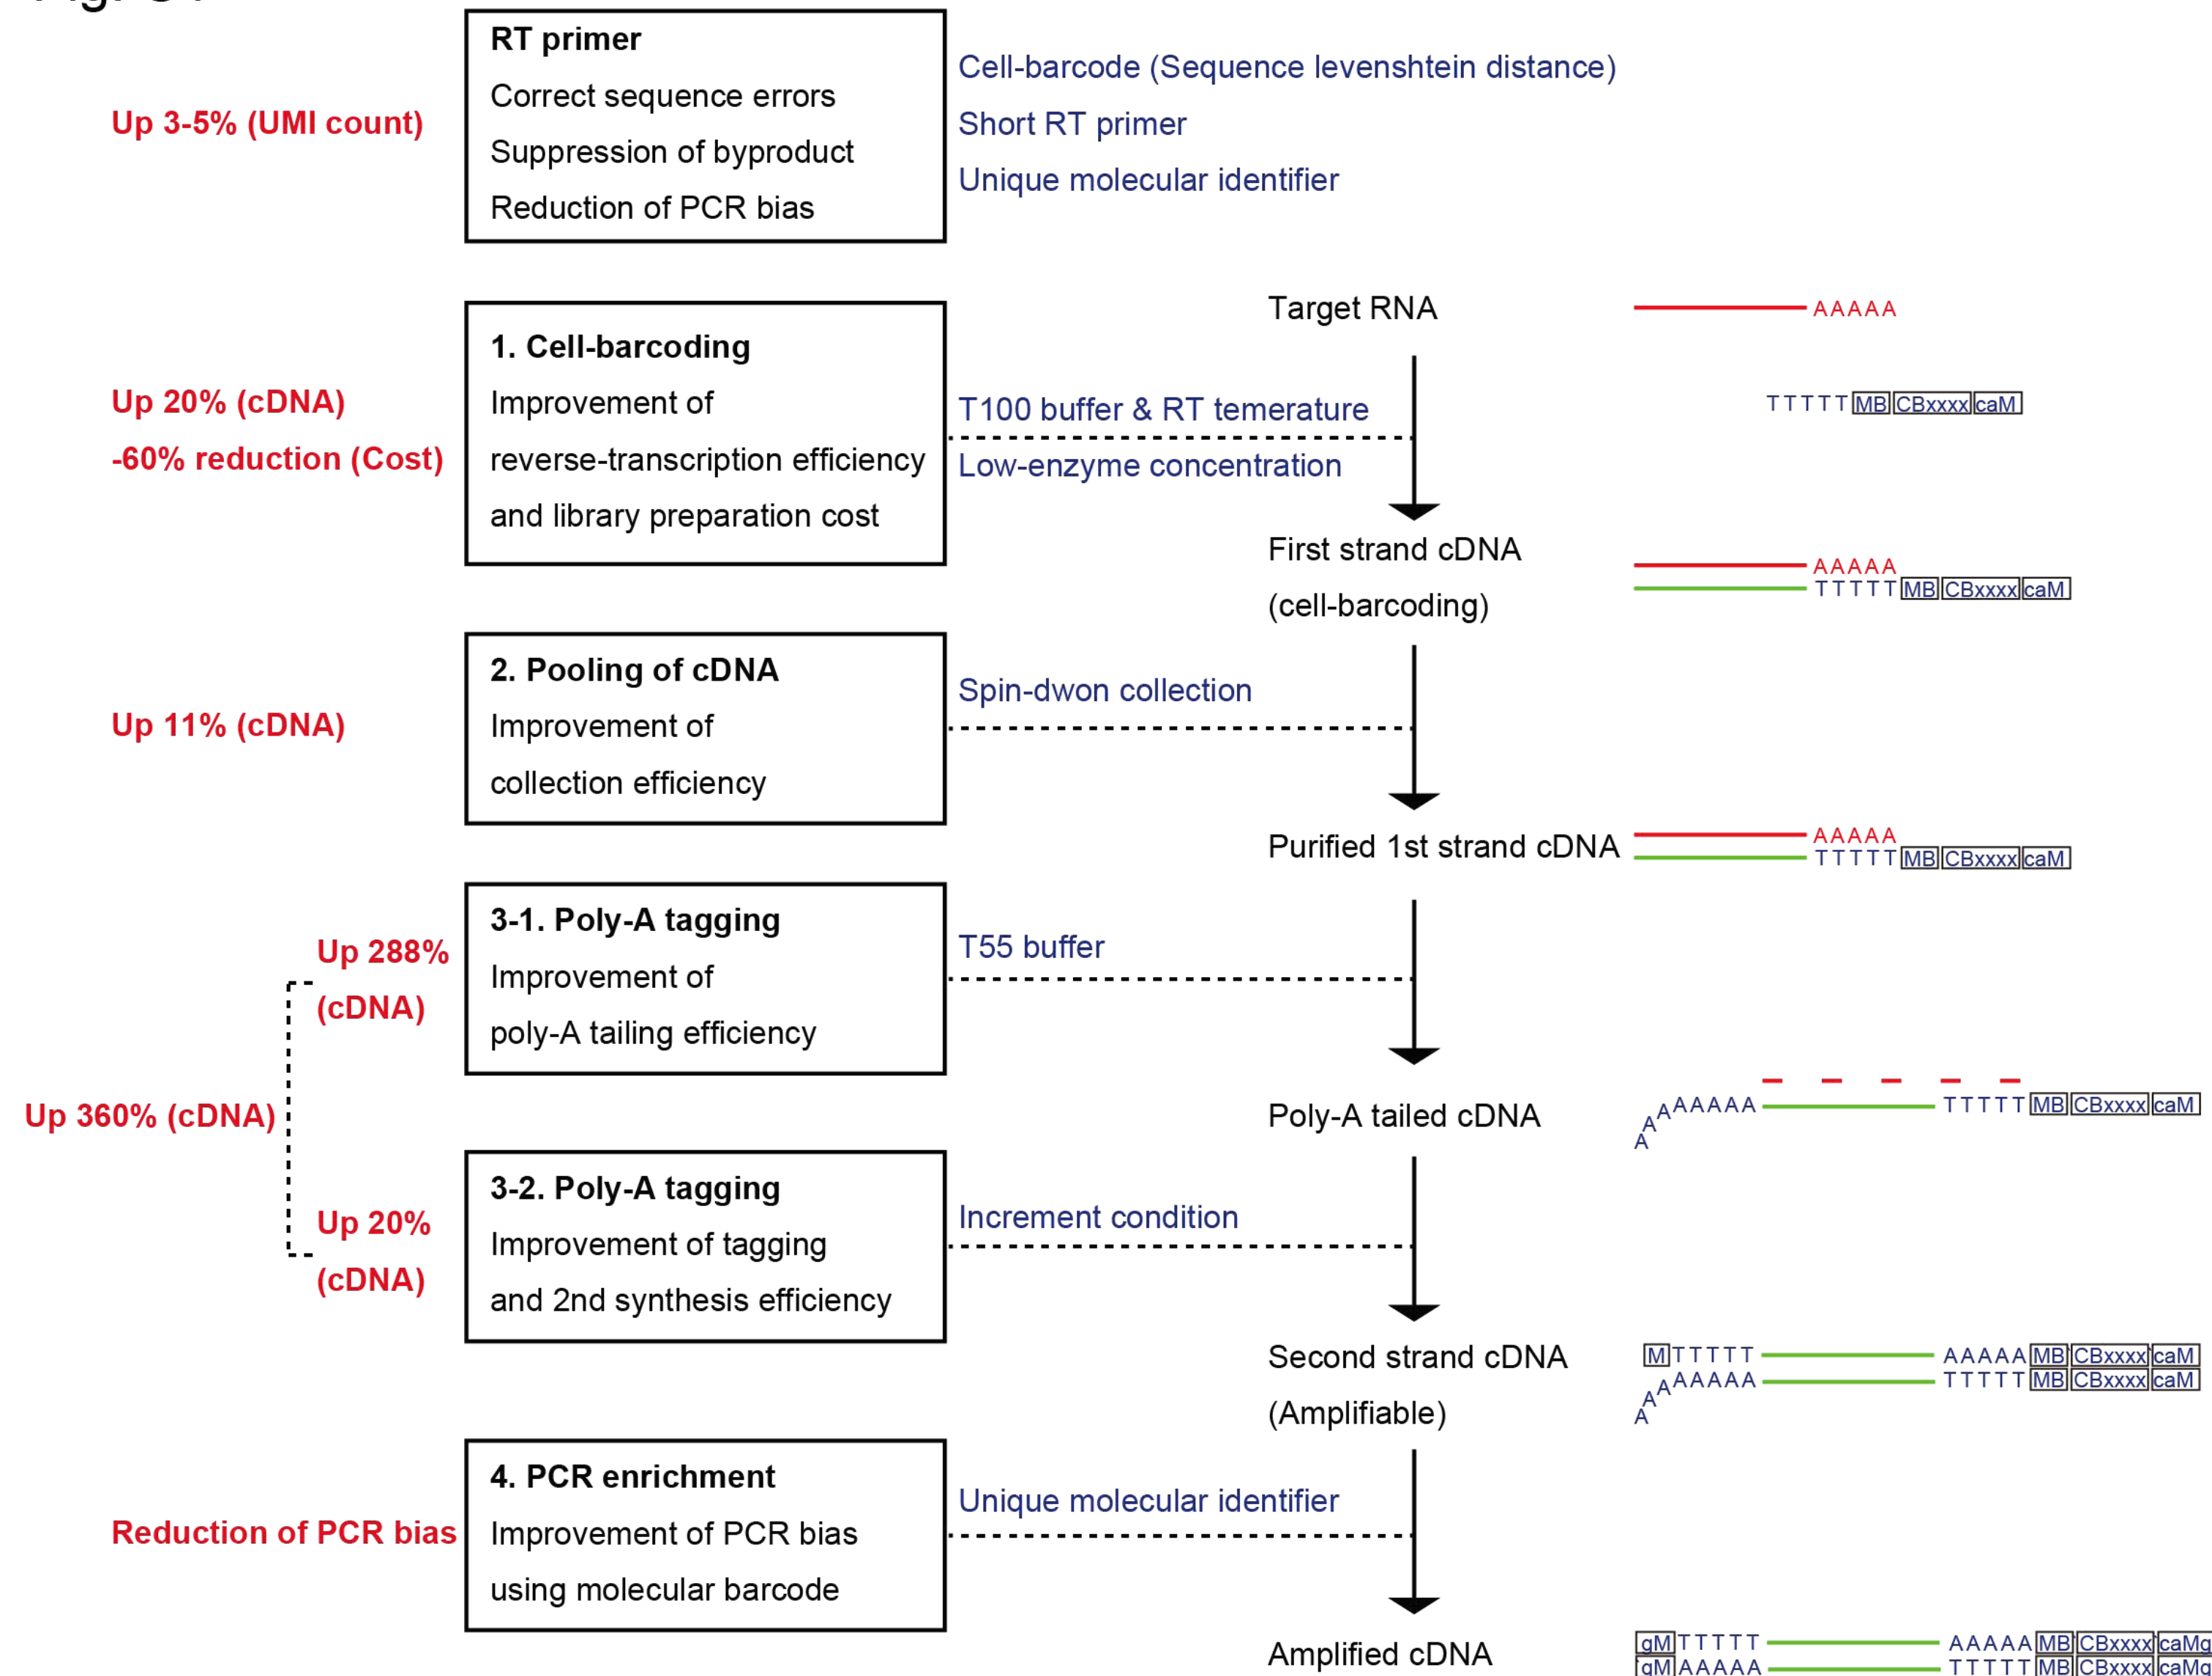 RT primer
Correct sequence errors
Suppression of byproduct
Reduction of PCR bias
Up 3-5% (UMI count)
Cell-barcode (Sequence levenshtein distance)
Short RT primer
Unique molecular identifier
1. Cell-barcoding
Improvement of
reverse-transcription efficiency
and library preparation cost
Up 20% (cDNA)
-60% reduction (Cost)
T100 buffer & RT temerature
Low-enzyme concentration
Target RNA
AAAAA
TTTTT MB CBxxxx caM
First strand cDNA
(cell-barcoding)
AAAAA
TTTTT MB CBxxxx caM
2. Pooling of cDNA
Improvement of
collection efficiency
Up 11% (cDNA)
Spin-dwon collection
Purified 1st strand cDNA
AAAAA
TTTTT MB CBxxxx caM
3-1. Poly-A tagging
Improvement of
poly-A tailing efficiency
Up 288%
(cDNA)
T55 buffer
Up 360% (cDNA)
Poly-A tailed cDNA
AAAAAAAA TTTTT MB CBxxxx caM
3-2. Poly-A tagging
Improvement of tagging
and 2nd synthesis efficiency
Up 20%
(cDNA)
Increment condition
Second strand cDNA
(Amplifiable)
M TTTTT AAAAA MB CBxxxx caM
AAAAAAAA TTTTT MB CBxxxx caM
4. PCR enrichment
Improvement of PCR bias
using molecular barcode
Reduction of PCR bias
Unique molecular identifier
Amplified cDNA
gM TTTTT AAAAA MB CBxxxx caMg
gM AAAAA TTTTT MB CBxxxx caMg